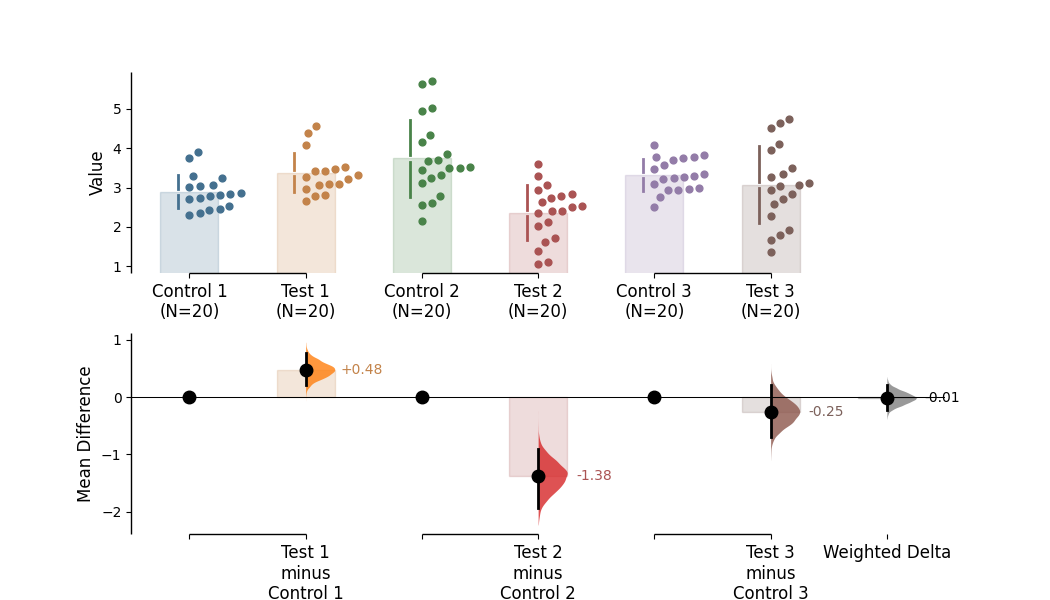 Value
5
4
3
2
1
Control 1
(N=20)
Test 1
(N=20)
Control 2
(N=20)
Test 2
(N=20)
Control 3
(N=20)
Test 3
(N=20)
Mean Difference
1
0
−1
−2
+0.48
-1.38
-0.25
-0.01
Test 1
minus
Control 1
Test 2
minus
Control 2
Test 3
minus
Control 3
Weighted Delta